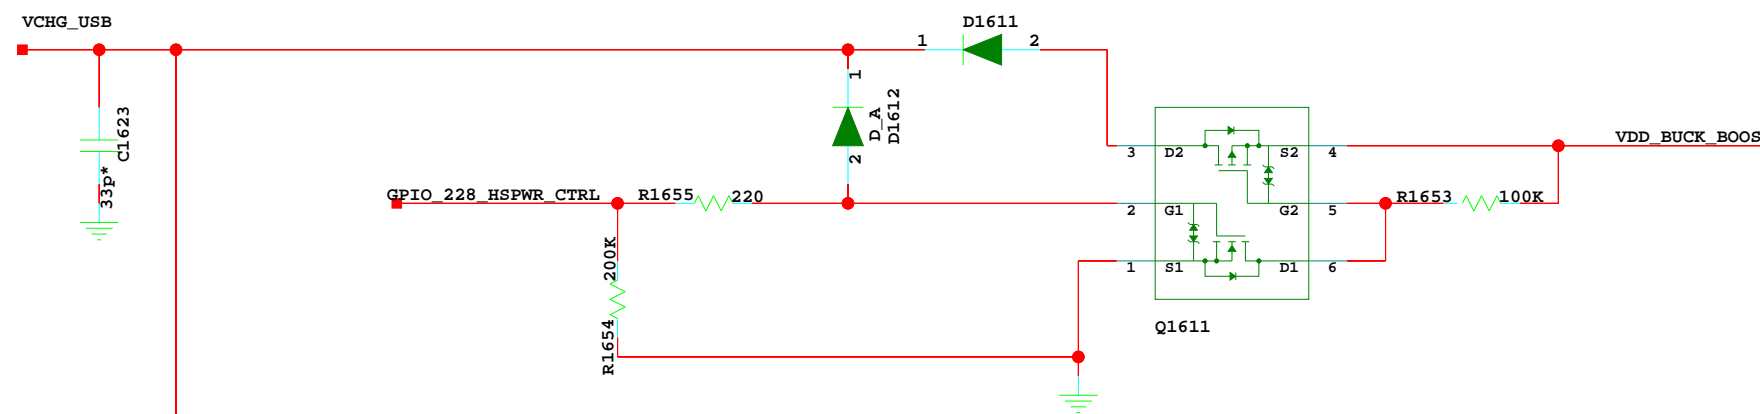 VCHG_USB
D1611
1
2
1
D_A
D1612
2
C1623
33p*
3
D2
S2
4
VDD_BUCK_BOOS
GPIO_228_HSPWR_CTRL
R1655
220
2
G1
G2
5
R1653
100K
200K
R1654
1
S1
D1
6
Q1611